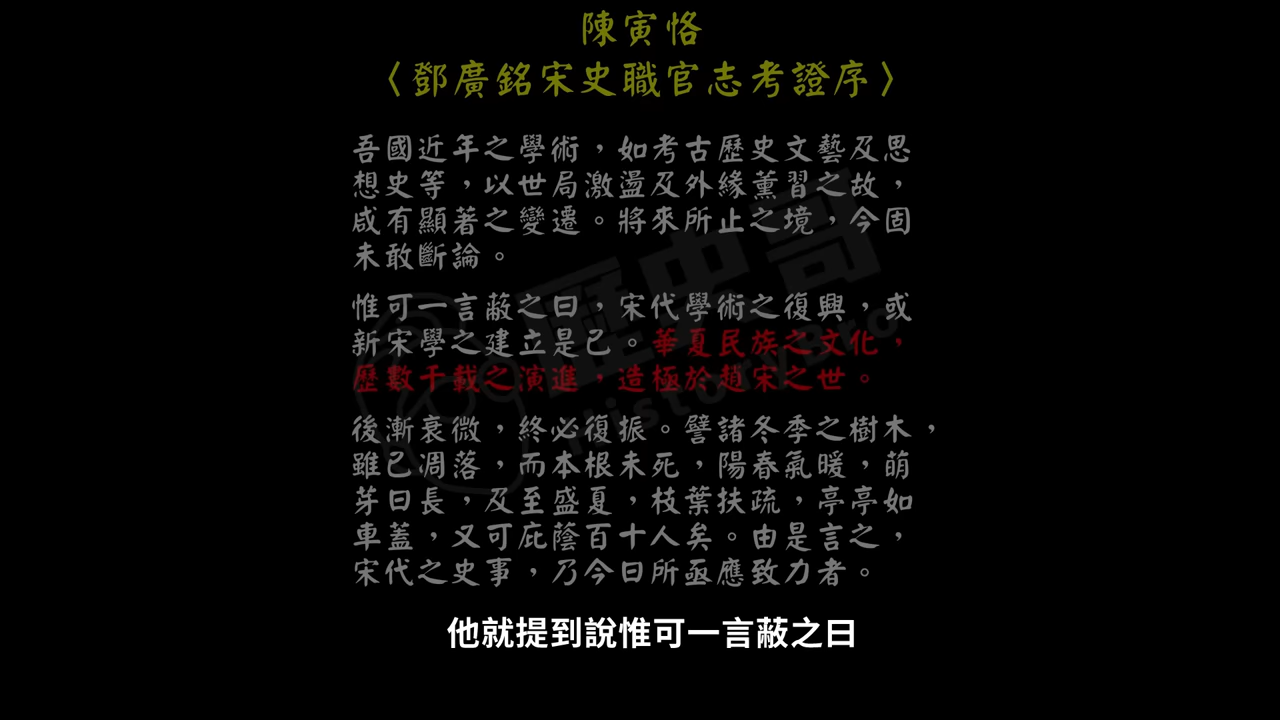 陳寅恪
〈鄧廣銘宋史職官志考證序〉
吾國近年之學術，如考古歷史文藝及思
想史等，以世局激盪及外緣薰習之故，
咸有顯著之變遷。將來所止之境，今固
未敢斷論。
惟可一言蔽之曰，宋代學術之復興，或
新宋學之建立是已。華夏民族之文化，
歷數千載之演進，造極於趙宋之世。
後漸衰微，終必復振。譬諸冬季之樹木，
雖已凋落，而本根未死，陽春氣暖，萌
芽日長，及至盛夏，枝葉扶疏，亭亭如
車蓋，又可庇蔭百十人矣。由是言之，
宋代之史事，乃今日所亟應致力者。
歷史哥
HistoryBro
他就提到說惟可一言蔽之曰